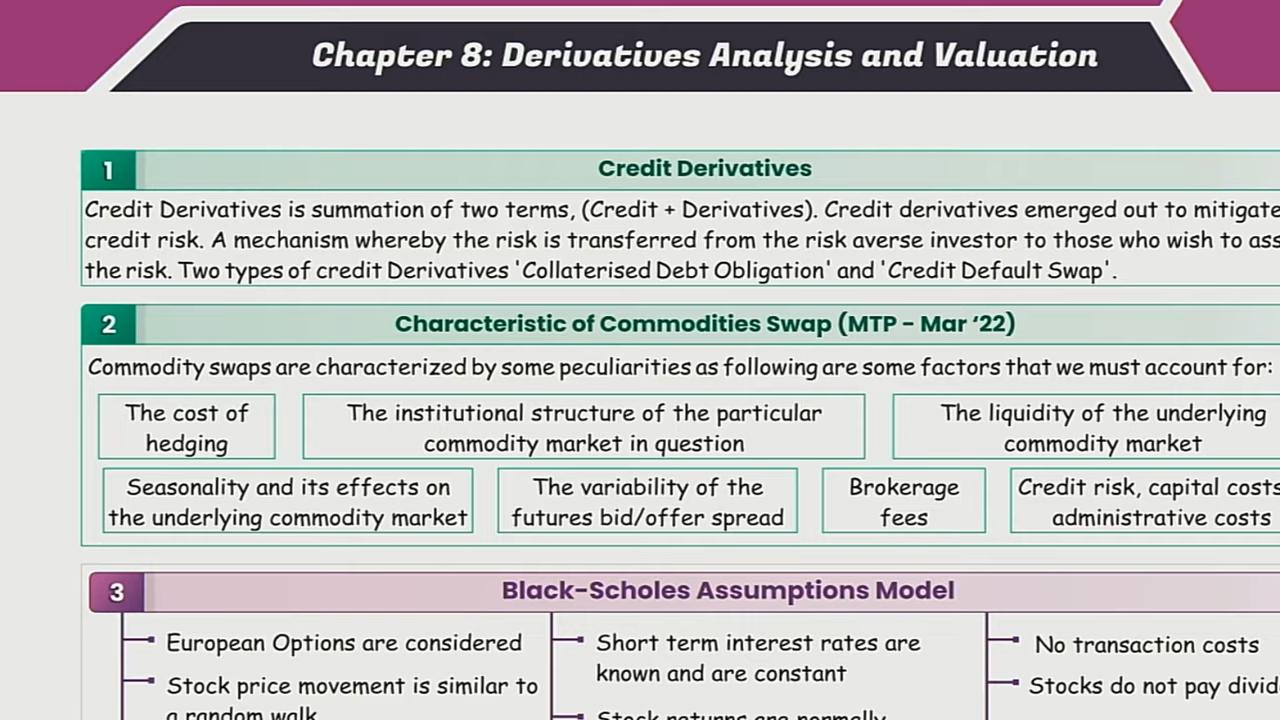 Chapter 8: Derivatives Analysis and Valuation
1
Credit Derivatives
Credit Derivatives is summation of two terms, (Credit + Derivatives). Credit derivatives emerged out to mitigate
credit risk. A mechanism whereby the risk is transferred from the risk averse investor to those who wish to ass
the risk. Two types of credit Derivatives 'Collaterised Debt Obligation' and 'Credit Default Swap'.
2
Characteristic of Commodities Swap (MTP - Mar ‘22)
Commodity swaps are characterized by some peculiarities as following are some factors that we must account for:
The cost of
hedging
The institutional structure of the particular
commodity market in question
The liquidity of the underlying
commodity market
Seasonality and its effects on
the underlying commodity market
The variability of the
futures bid/offer spread
Brokerage
fees
Credit risk, capital costs
administrative costs
3
Black-Scholes Assumptions Model
European Options are considered
Stock price movement is similar to
a random walk
Short term interest rates are
known and are constant
Stock returns are normally
No transaction costs
Stocks do not pay divid